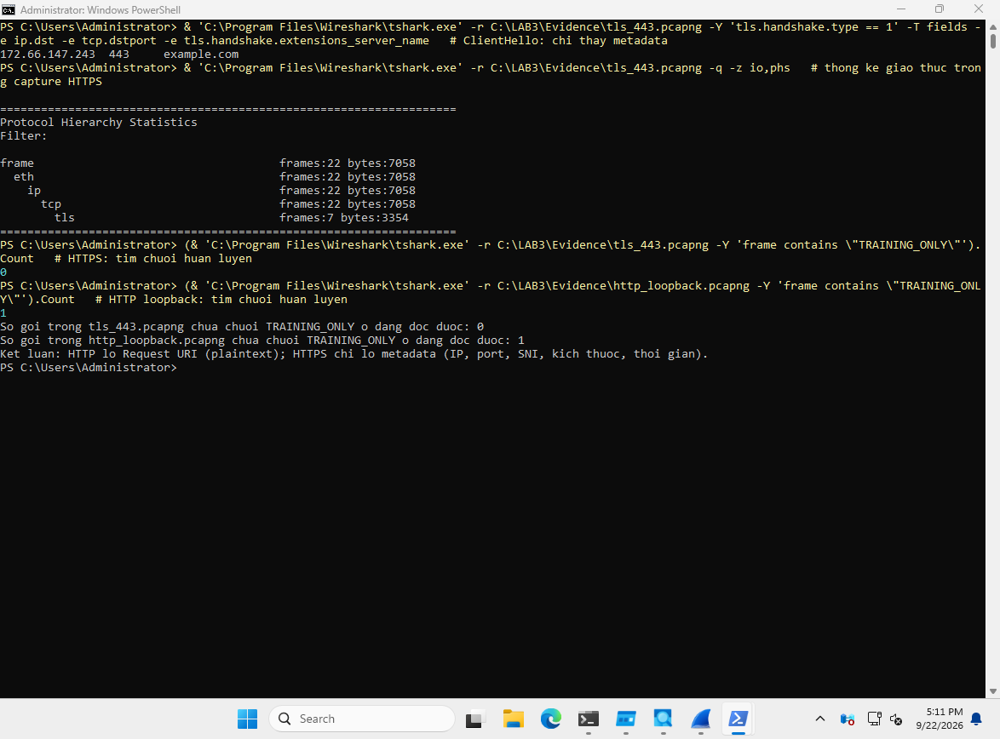 Administrator: Windows PowerShell
PS C:\Users\Administrator> & 'C:\Program Files\Wireshark\tshark.exe' -r C:\LAB3\Evidence\tls_443.pcapng -Y 'tls.handshake.type == 1' -T fields -
e ip.dst -e tcp.dstport -e tls.handshake.extensions_server_name   # ClientHello: chi thay metadata
172.66.147.243  443     example.com
PS C:\Users\Administrator> & 'C:\Program Files\Wireshark\tshark.exe' -r C:\LAB3\Evidence\tls_443.pcapng -q -z io,phs   # thong ke giao thuc tron
g capture HTTPS
===================================================================
Protocol Hierarchy Statistics
Filter:
frame                                    frames:22 bytes:7058
  eth                                    frames:22 bytes:7058
    ip                                   frames:22 bytes:7058
      tcp                                frames:22 bytes:7058
        tls                              frames:7 bytes:3354
===================================================================
PS C:\Users\Administrator> (& 'C:\Program Files\Wireshark\tshark.exe' -r C:\LAB3\Evidence\tls_443.pcapng -Y 'frame contains \"TRAINING_ONLY\"').
Count   # HTTPS: tim chuoi huan luyen
0
PS C:\Users\Administrator> (& 'C:\Program Files\Wireshark\tshark.exe' -r C:\LAB3\Evidence\http_loopback.pcapng -Y 'frame contains \"TRAINING_ONL
Y\"').Count   # HTTP loopback: tim chuoi huan luyen
1
So goi trong tls_443.pcapng chua chuoi TRAINING_ONLY o dang doc duoc: 0
So goi trong http_loopback.pcapng chua chuoi TRAINING_ONLY o dang doc duoc: 1
Ket luan: HTTP lo Request URI (plaintext); HTTPS chi lo metadata (IP, port, SNI, kich thuoc, thoi gian).
PS C:\Users\Administrator>
Search
5:11 PM
9/22/2026